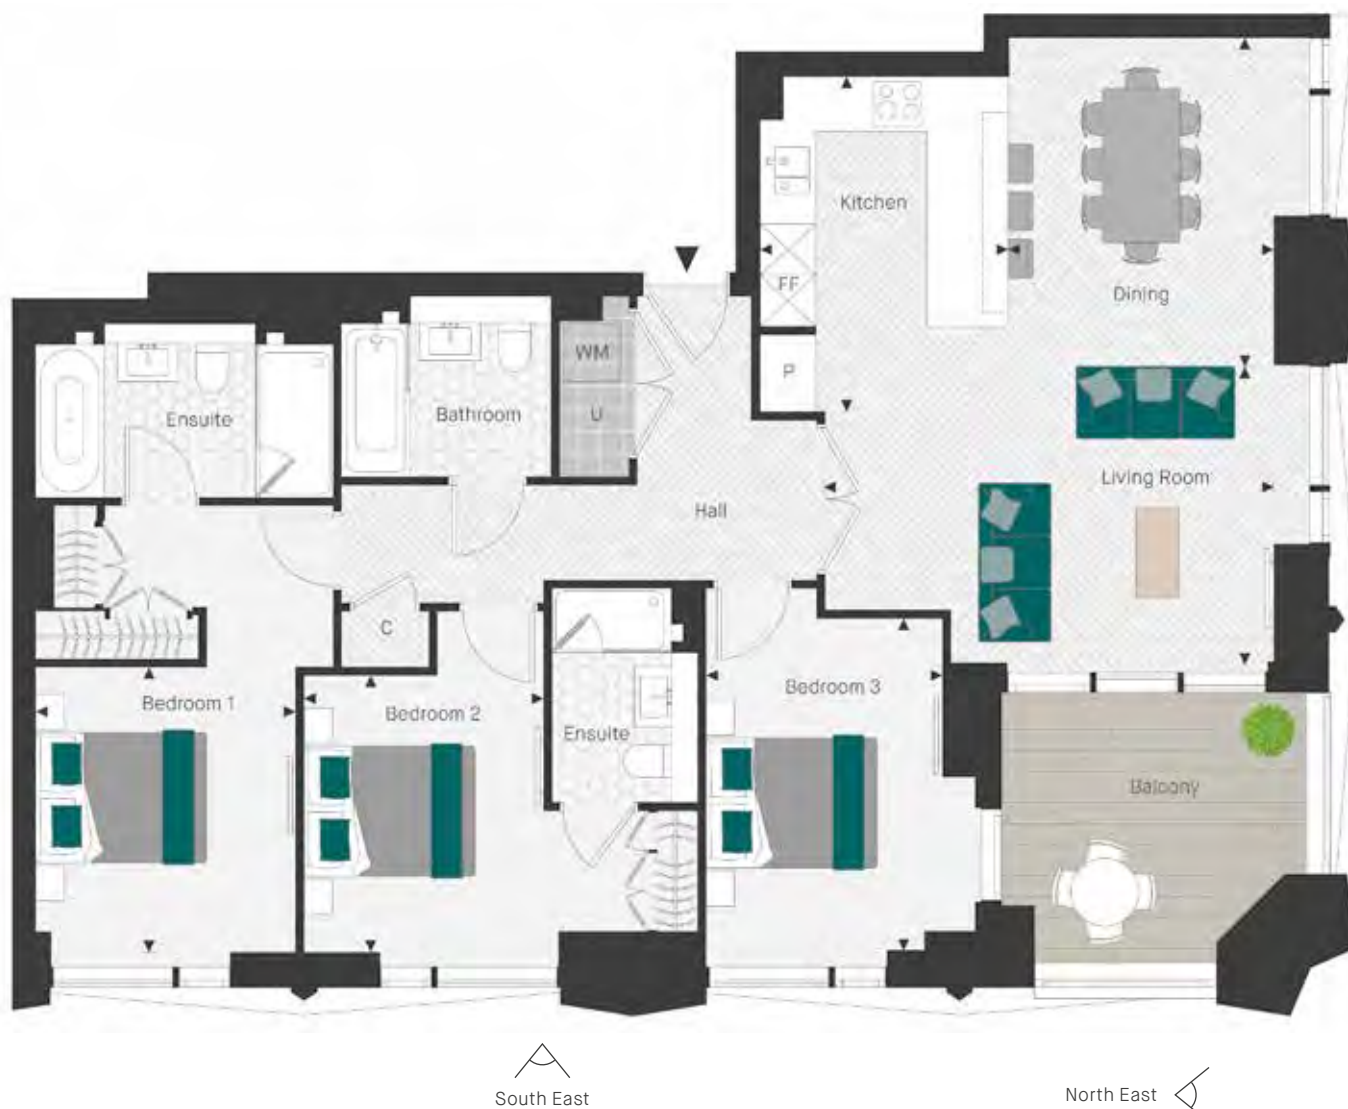 Kitchen
FF
Dining
WM
P
Ensuite
Bathroom
U
Living Room
Hall
C
Bedroom 1
Bedroom 2
Ensuite
Bedroom 3
Balcony
South East
North East